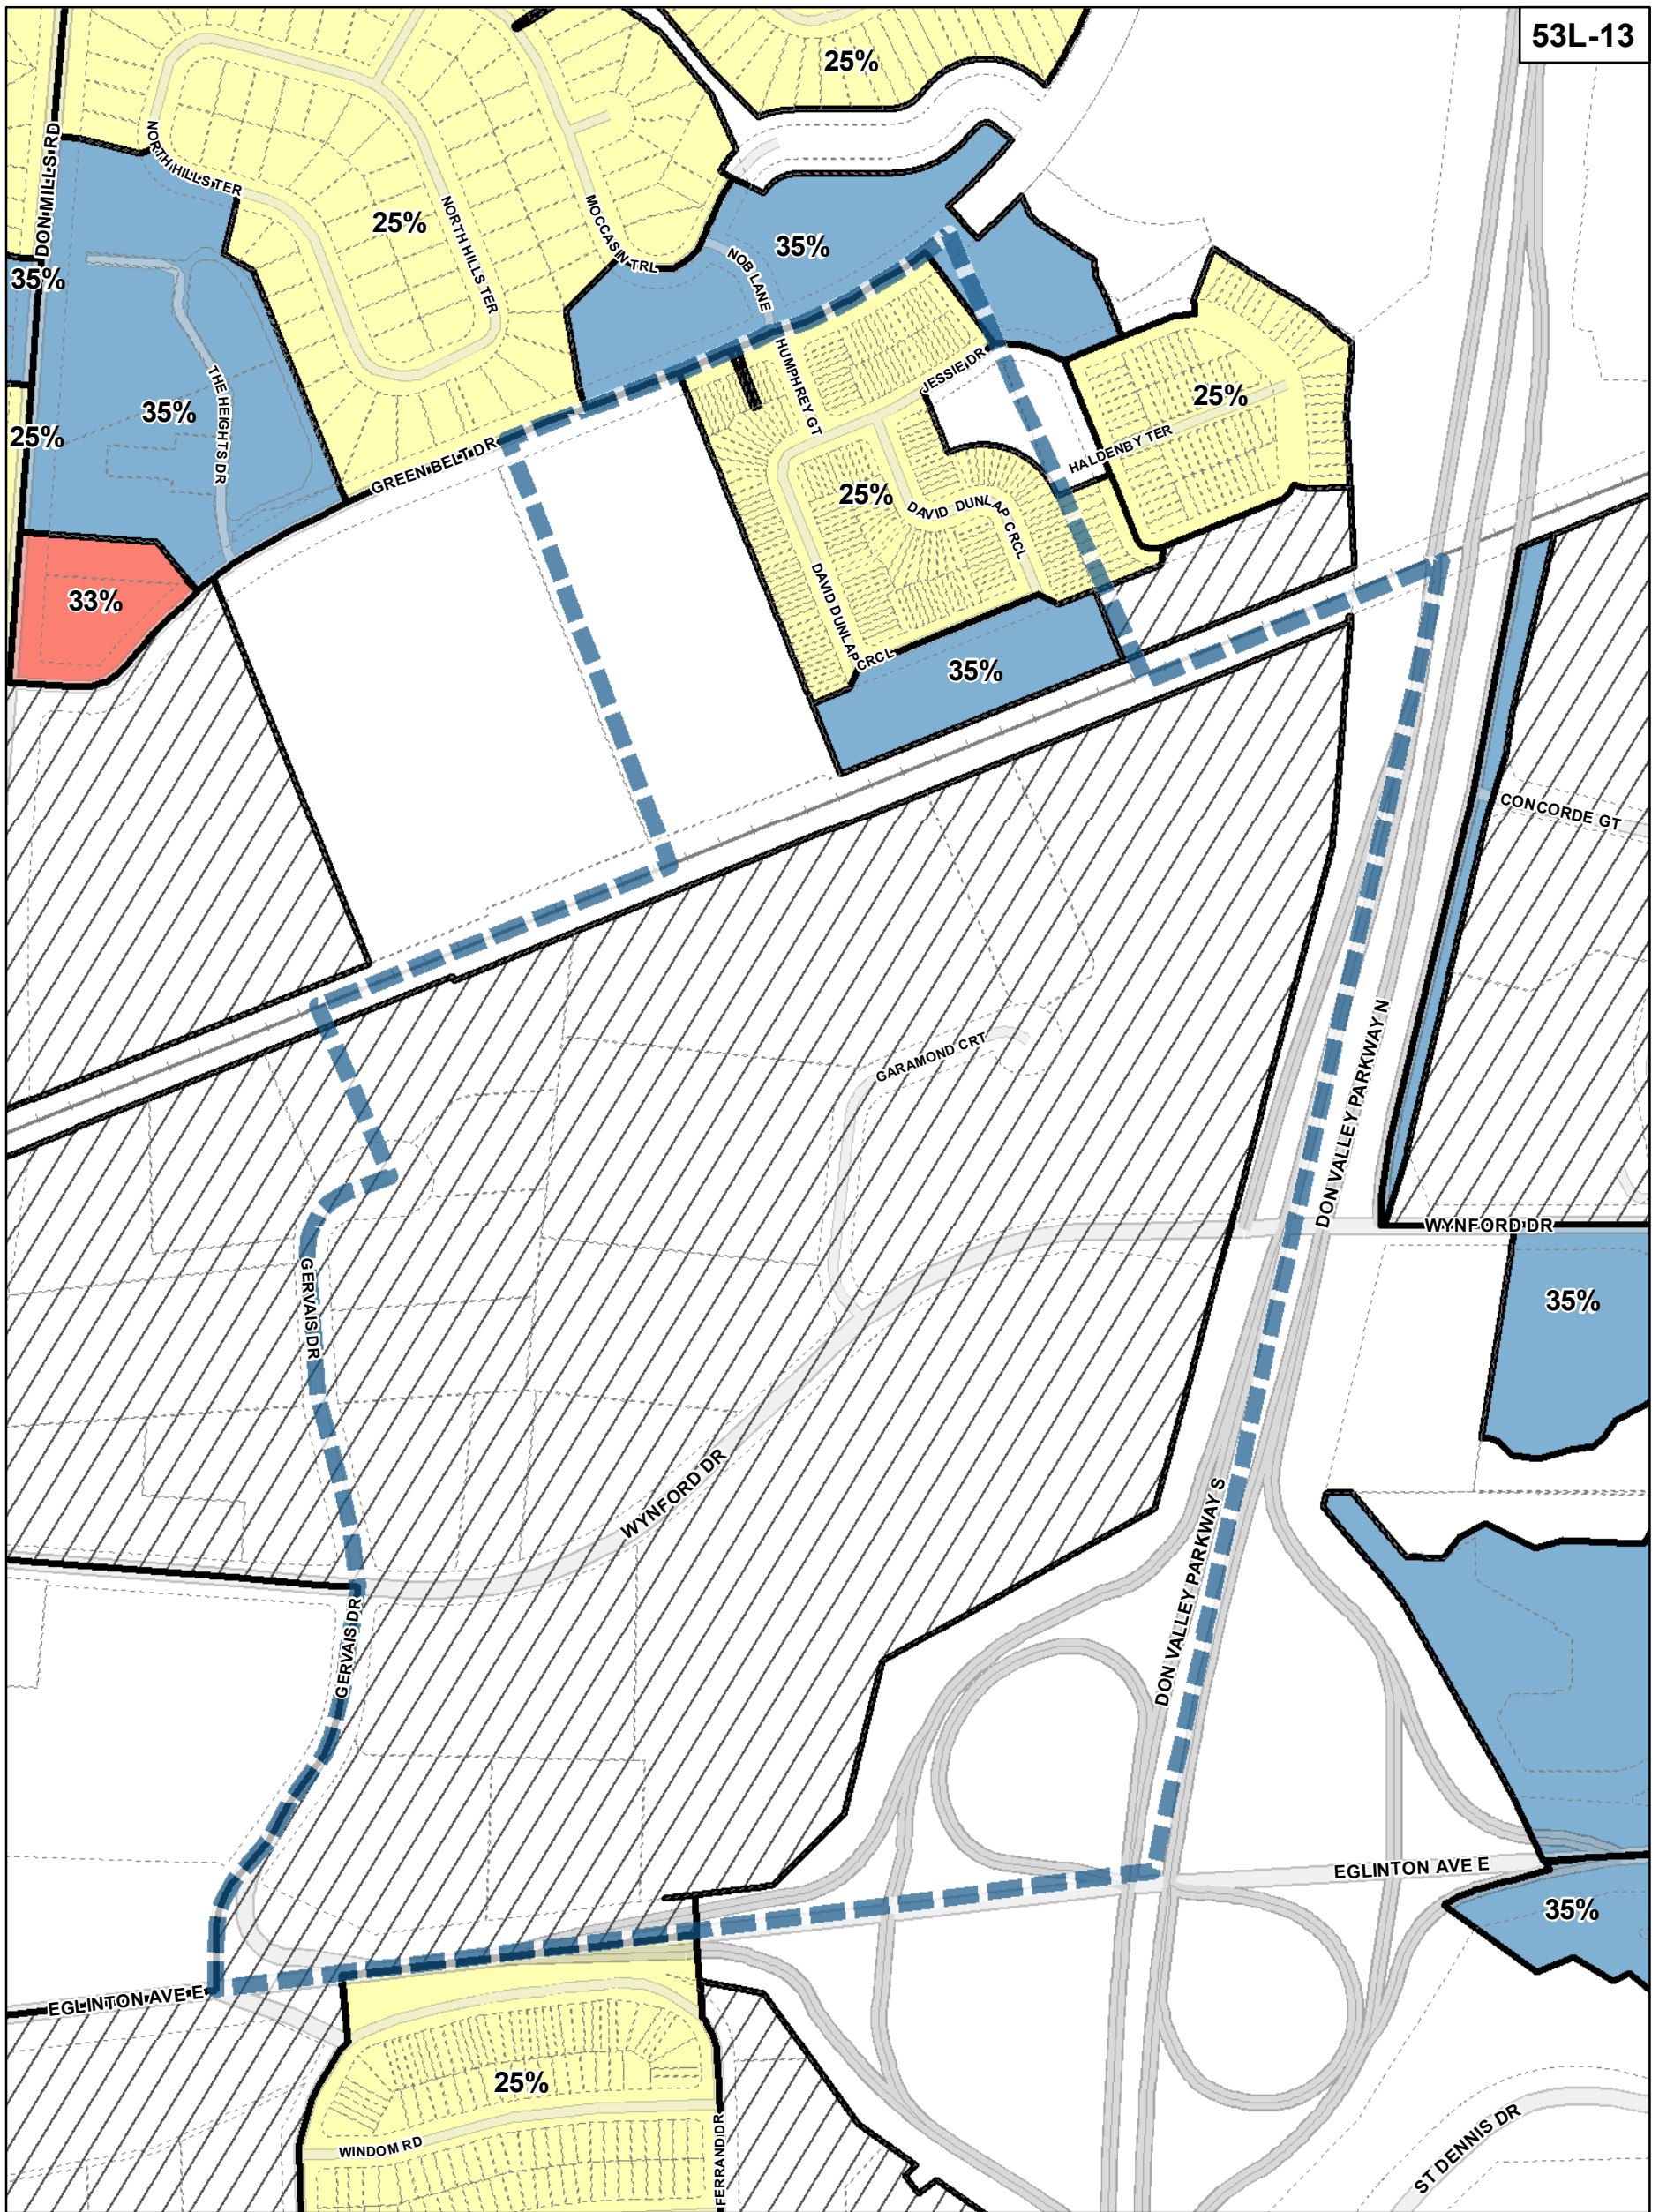 53L-13
25%
DON MILLS RD
NORTH HILLS TER
25%
NORTH HILLS TER
MOCCASIN TRL
35%
NOB LANE
35%
HUMPHREY GT
JESSIE DR
25%
THE HEIGHTS DR
35%
25%
GREEN BELT DR
HALDENBY TER
25%
DAVID DUNLAP CRCL
DAVID DUNLAP CRCL
33%
35%
CONCORDE GT
GARAMOND CRT
DON VALLEY PARKWAY N
WYNFORD DR
GERVAIS DR
35%
WYNFORD DR
DON VALLEY PARKWAY S
GERVAIS DR
EGLINTON AVE E
35%
EGLINTON AVE E
25%
WINDOM RD
FERRAND DR
ST DENNIS DR